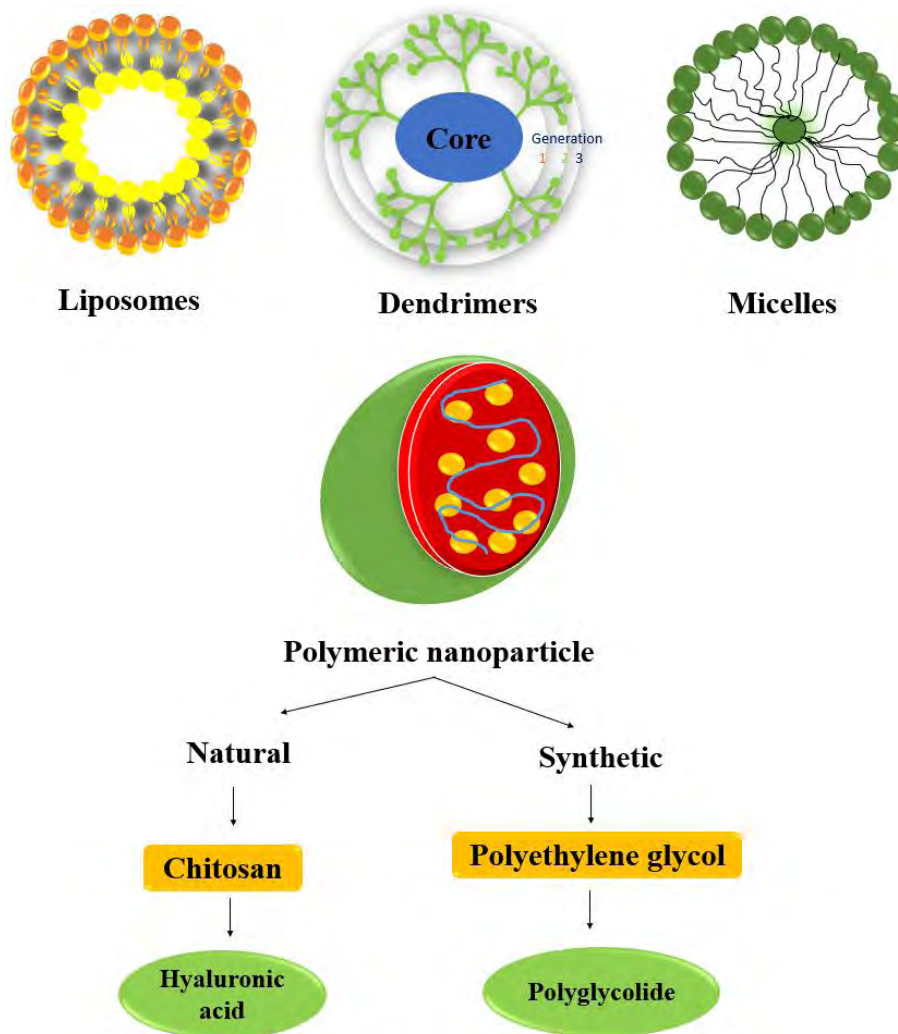 Core
Generation
1 2 3
Liposomes
Dendrimers
Micelles
Polymeric nanoparticle
Natural
Synthetic
Chitosan
Polyethylene glycol
Hyaluronic
acid
Polyglycolide